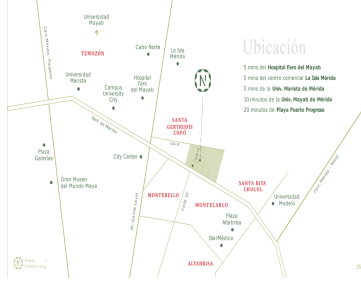 Universidad
Mayab
TEMOZÓN
Cabo Norte
La Isla
Mérida
Universidad
Marista
Campus
University
City
Hospital
Faro
del Mayab
N
Ubicación
5 mins del Hospital Faro del Mayab
5 mins del centro comercial La Isla Mérida
5 mins de la Univ. Marista de Mérida
10 minutos de la Univ. Mayab de Mérida
20 minutos de Playa Puerto Progreso
SANTA
GERTRUDIS
COPÓ
Plaza
Galerías
City Center
Gran Museo
del Mundo Maya
MONTEBELLO
MONTECARLO
SANTA RITA
CHOLUL
Universidad
Modelo
Plaza
Altabrisa
StarMédica
ALTABRISA